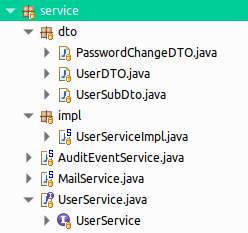 service
dto
PasswordChangeDTO.java
UserDTO.java
UserSubDto.java
impl
UserServiceImpl.java
AuditEventService.java
MailService.java
UserService.java
UserService